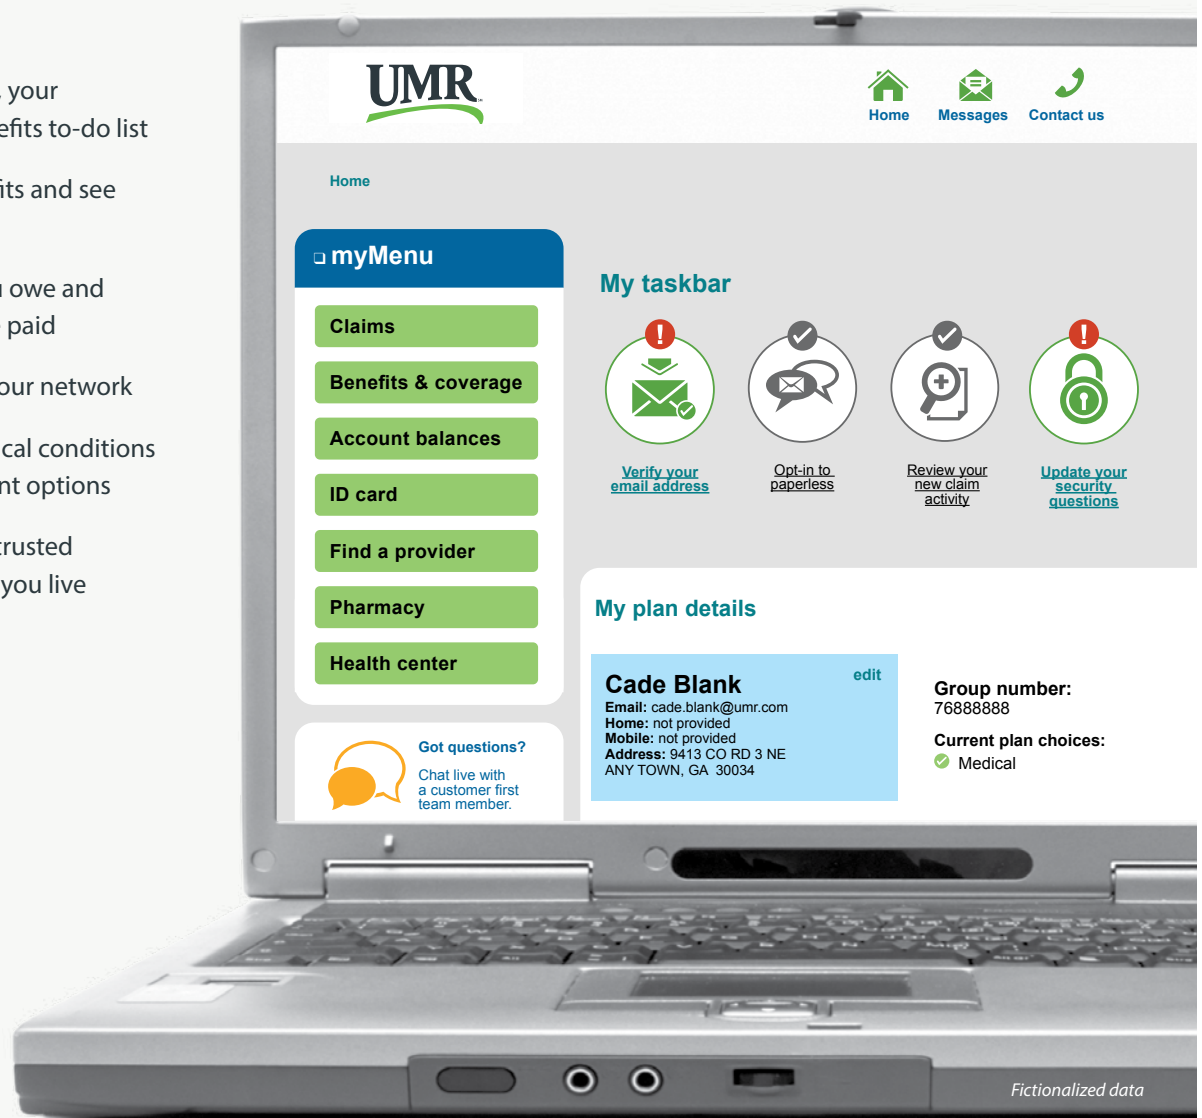 , your
efits to-do list
fits and see
u owe and
e paid
our network
ical conditions
nt options
trusted
you live
UMR
Home
Messages
Contact us
Home
myMenu
Claims
Benefits & coverage
Account balances
ID card
Find a provider
Pharmacy
Health center
Got questions?
Chat live with
a customer first
team member.
My taskbar
Verify your
email address
Opt-in to
paperless
Review your
new claim
activity
Update your
security
questions
My plan details
Cade Blank
edit
Email: cade.blank@umr.com
Home: not provided
Mobile: not provided
Address: 9413 CO RD 3 NE
ANY TOWN, GA 30034
Group number:
76888888
Current plan choices:
Medical
Fictionalized data